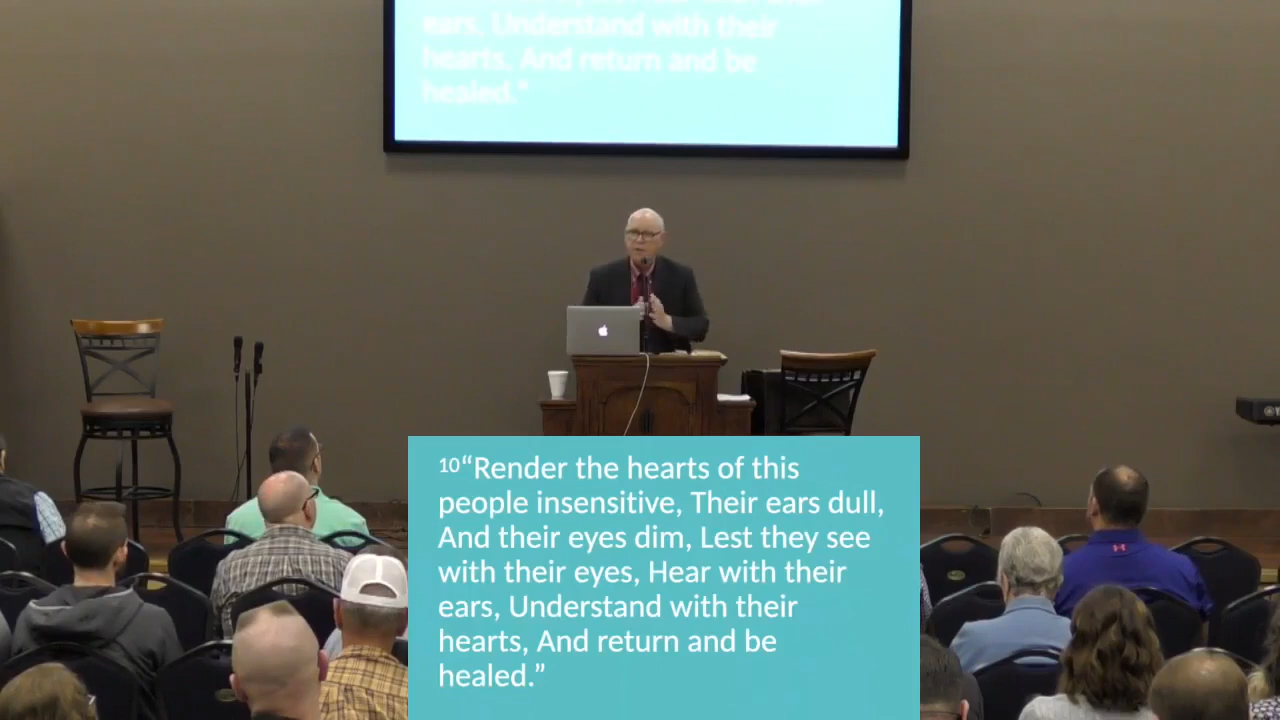 ears, Understand with their
hearts, And return and be
healed.”
10“Render the hearts of this
people insensitive, Their ears dull,
And their eyes dim, Lest they see
with their eyes, Hear with their
ears, Understand with their
hearts, And return and be
healed.”